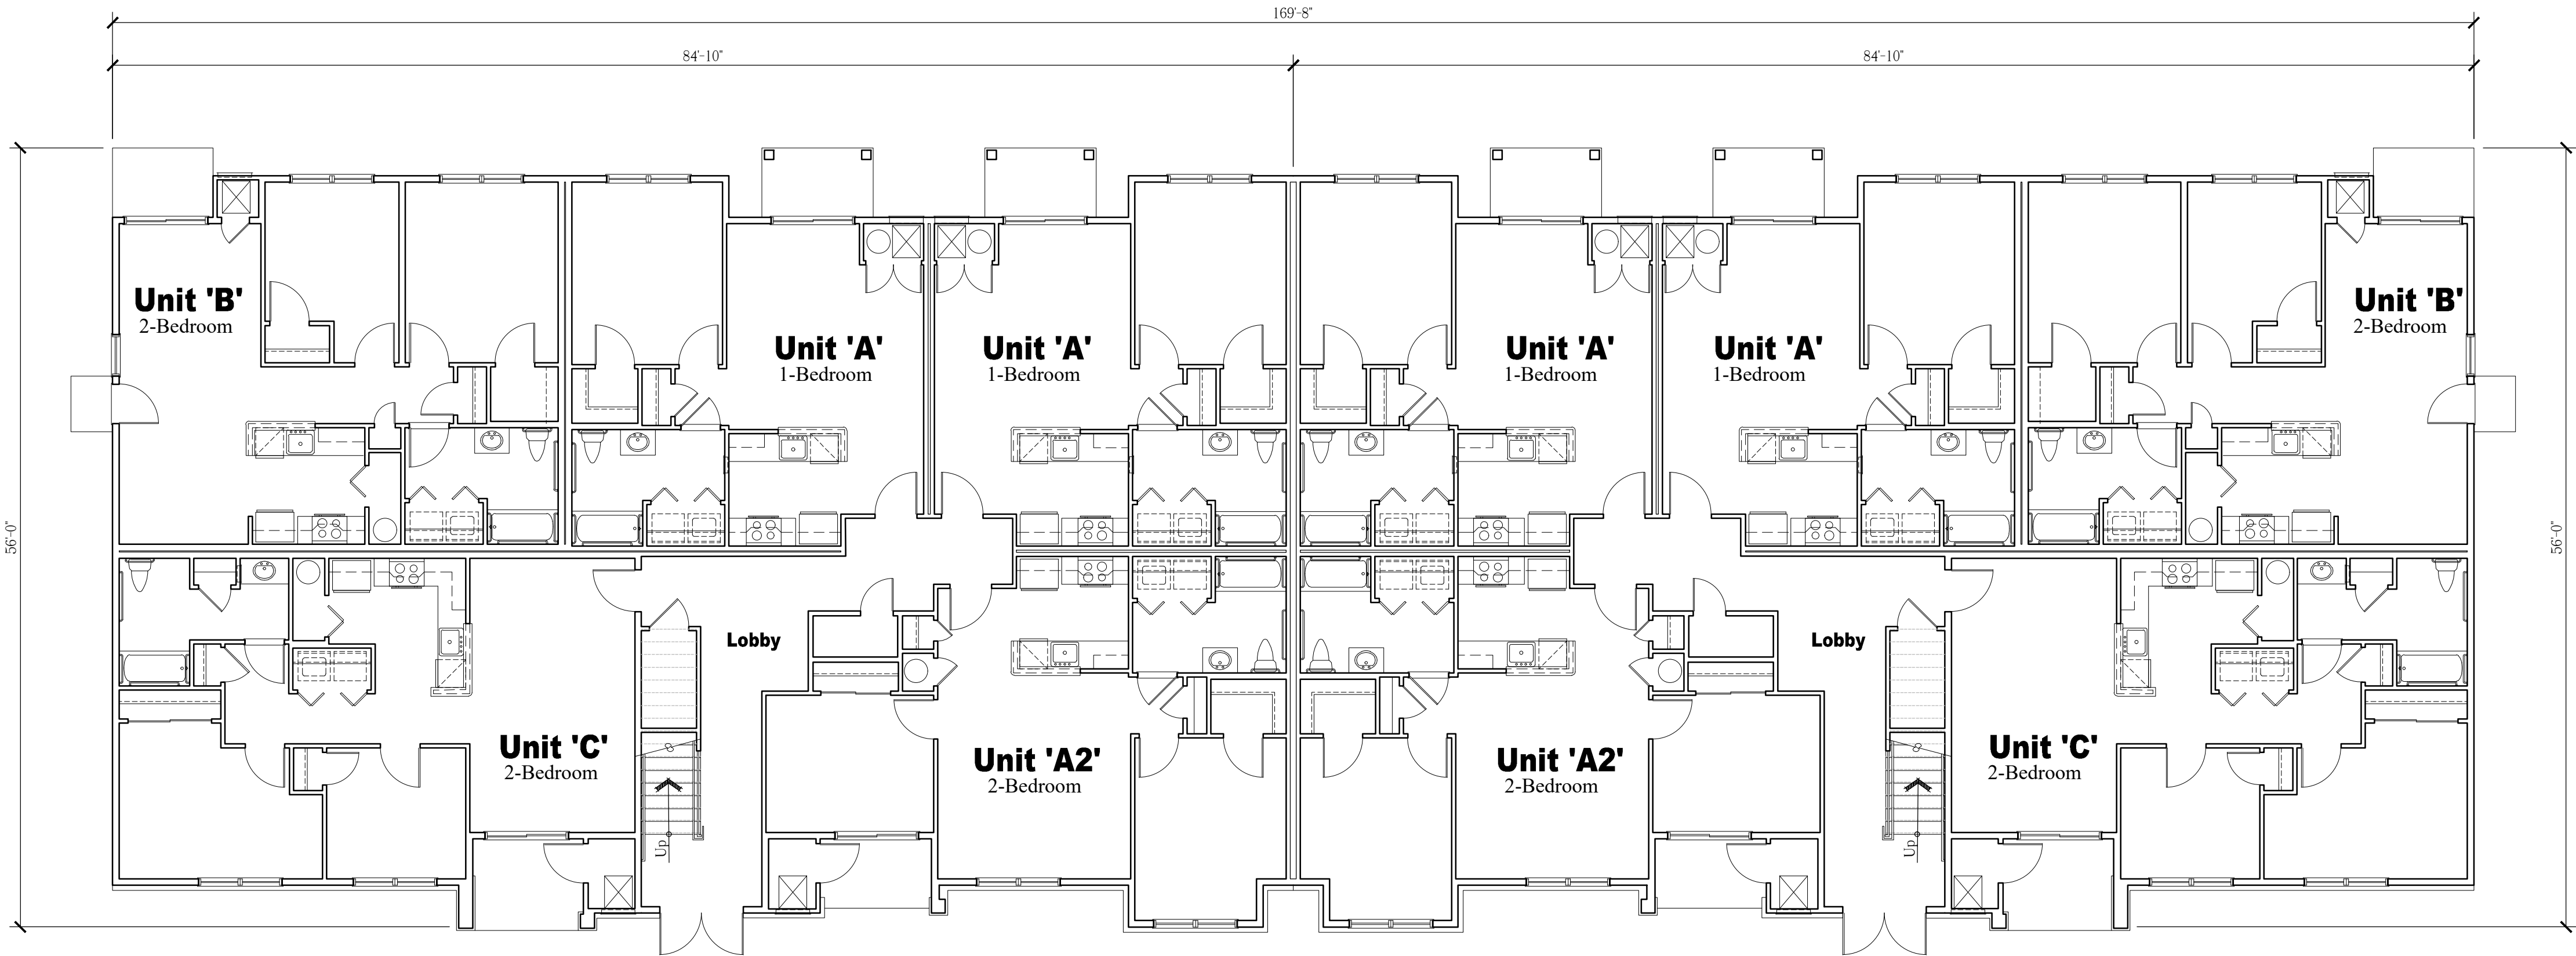 169'-8"
84'-10"
84'-10"
56'-0"
56'-0"
Unit 'B'
2-Bedroom
Unit 'A'
1-Bedroom
Unit 'A'
1-Bedroom
Unit 'A'
1-Bedroom
Unit 'A'
1-Bedroom
Unit 'B'
2-Bedroom
Lobby
Lobby
Unit 'C'
2-Bedroom
Unit 'A2'
2-Bedroom
Unit 'A2'
2-Bedroom
Unit 'C'
2-Bedroom
Up
Up